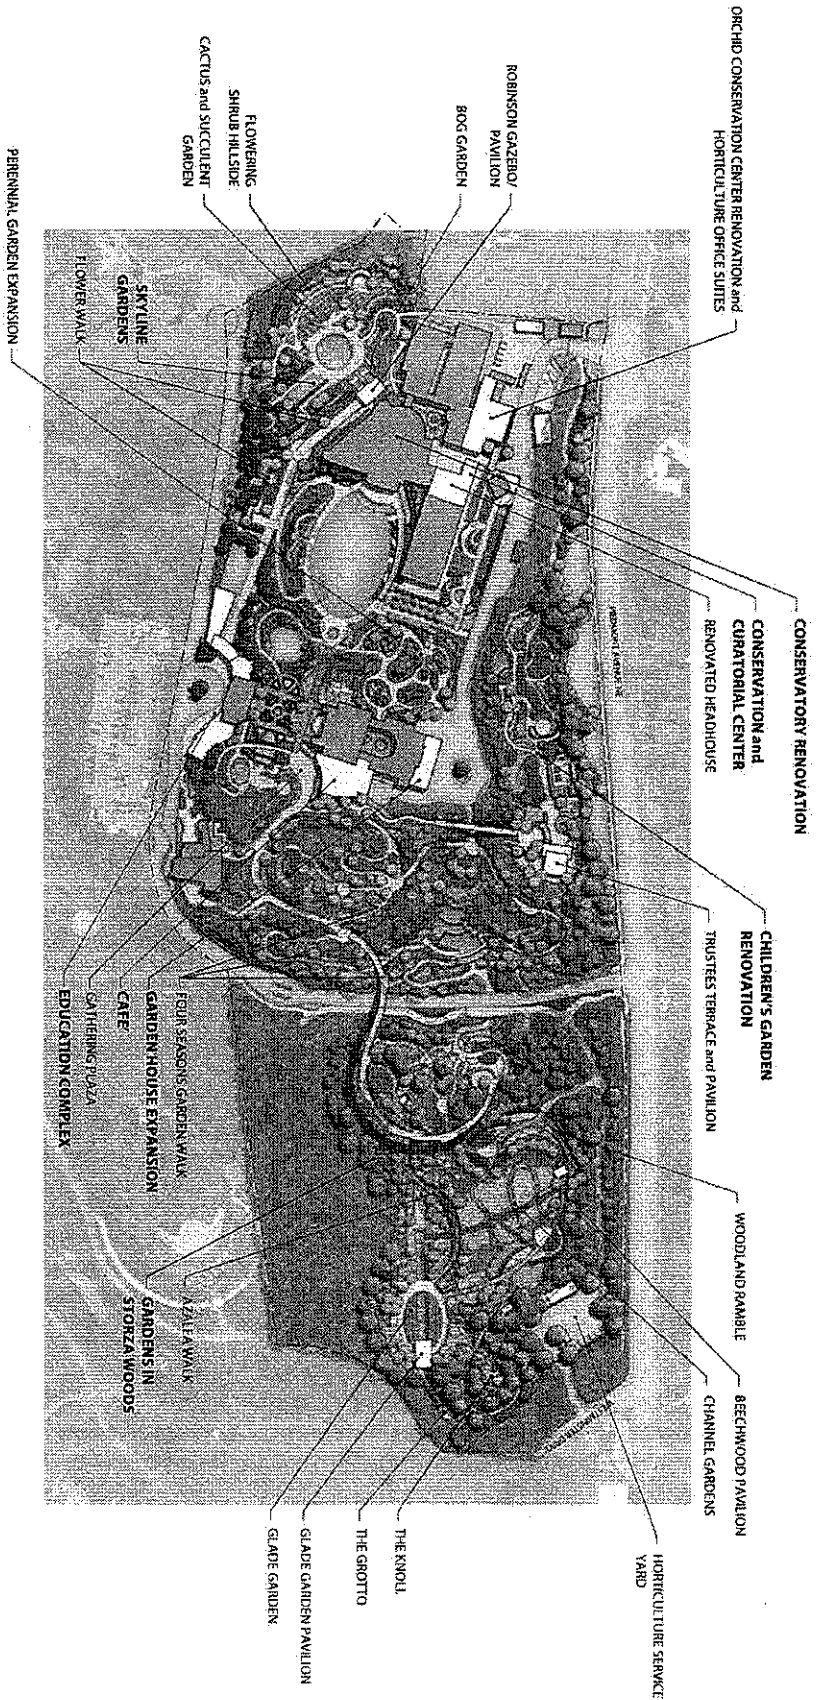 ORCHID CONSERVATION CENTER RENOVATION and
HORTICULTURE OFFICE SUITES
ROBINSON GAZEBO/
PAVILION
BOG GARDEN
FLOWERING
SHRUB HILLSIDE
CACTUS and SUCCULENT
GARDEN
PERENNIAL GARDEN EXPANSION
SKYLINE
GARDENS
FLOWER WALK
CONSERVATORY RENOVATION
CONSERVATION and
CURATORIAL CENTER
RENOVATED HEADHOUSE
CHILDREN'S GARDEN
RENOVATION
TRUSTEES TERRACE and PAVILION
WOODLAND RAMBLE
BEECHWOOD PAVILION
CHANNEL GARDENS
HORTICULTURE SERVICE
YARD
FOUR SEASONS GARDEN WALK
GARDEN HOUSE EXPANSION
CAFE
GATHERING PLAZA
EDUCATION COMPLEX
AZALEA WALK
GARDENS IN
STORZA WOODS
THE KNOLL
THE GROTTO
GLADE GARDEN PAVILION
GLADE GARDEN